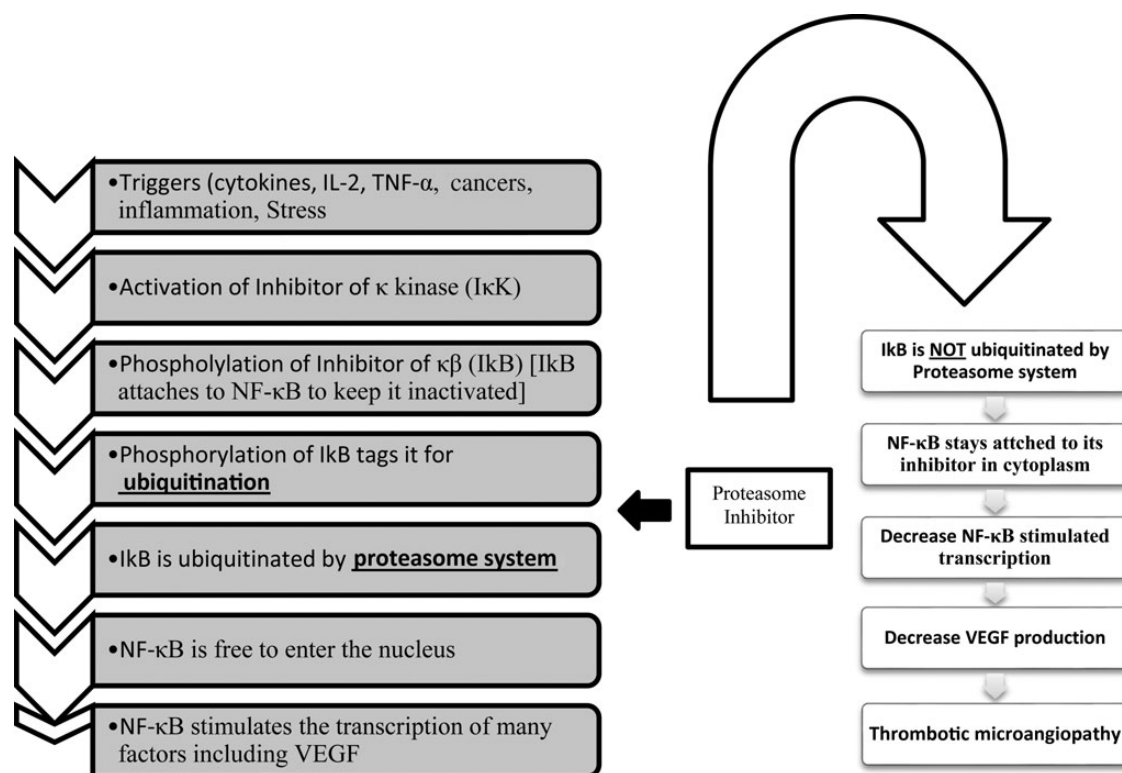 •Triggers (cytokines, IL-2, TNF-α, cancers,
inflammation, Stress
•Activation of Inhibitor of κ kinase (IκK)
•Phospholylation of Inhibitor of κβ (IkB) [IkB
attaches to NF-κB to keep it inactivated]
•Phosphorylation of IkB tags it for
ubiquitination
•IkB is ubiquitinated by proteasome system
•NF-κB is free to enter the nucleus
•NF-κB stimulates the transcription of many
factors including VEGF
Proteasome
Inhibitor
IkB is NOT ubiquitinated by
Proteasome system
NF-κB stays attched to its
inhibitor in cytoplasm
Decrease NF-κB stimulated
transcription
Decrease VEGF production
Thrombotic microangiopathy